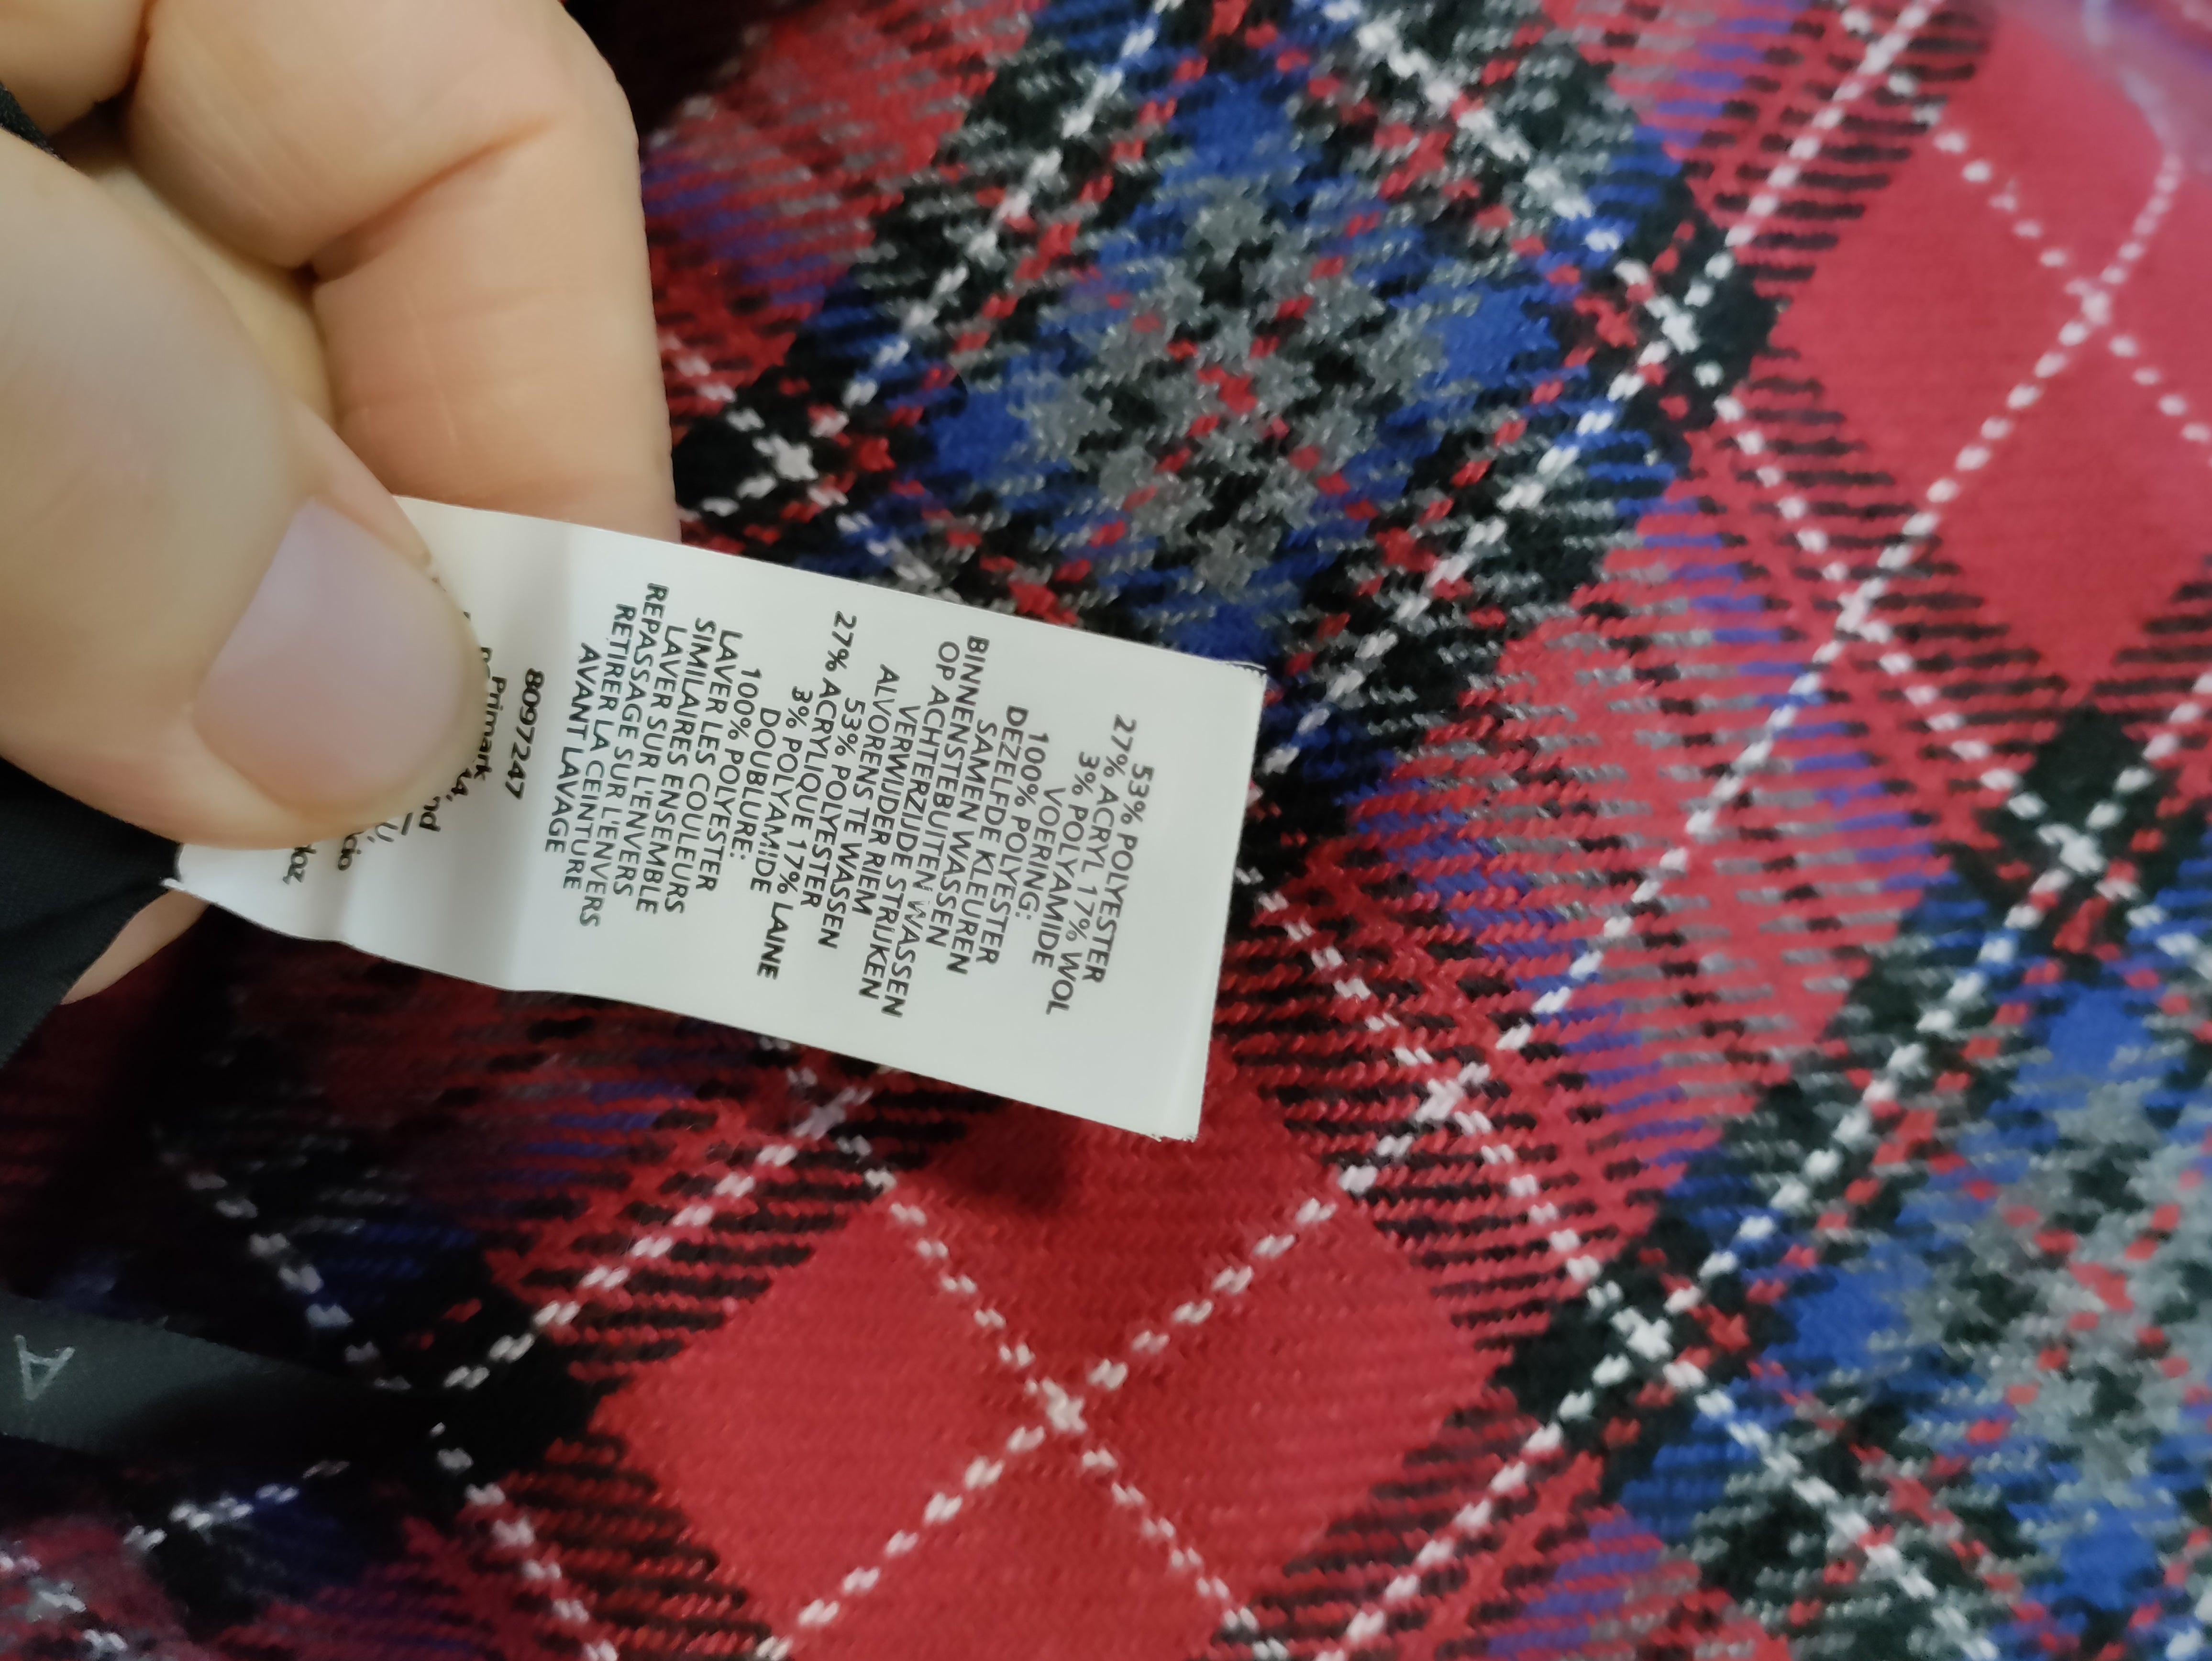 53% POLYESTER
27% ACRYL 17% WOL
3% POLYAMIDE
VOERING:
100% POLYESTER
DEZELFDE KLEUREN
SAMEN WASSEN
BINNENSTEBUITEN WASSEN
OP ACHTERZIJDE STRIJKEN
VERWIJDER RIEM
ALVORENS TE WASSEN
53% POLYESTER
27% ACRYLIQUE 17% LAINE
3% POLYAMIDE
DOUBLURE:
100% POLYESTER
LAVER LES COULEURS
SIMILAIRES ENSEMBLE
LAVER SUR L'ENVERS
REPASSAGE SUR L'ENVERS
RETIRER LA CEINTURE
AVANT LAVAGE
8097247
Primark
A